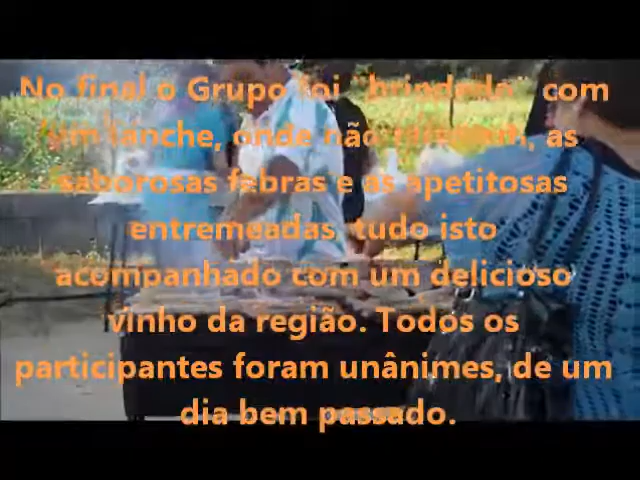 No final o Grupo foi "brindado" com
um lanche, onde não faltaram, as
saborosas febras e as apetitosas
entremeadas, tudo isto
acompanhado com um delicioso
vinho da região. Todos os
participantes foram unânimes, de um
dia bem passado.